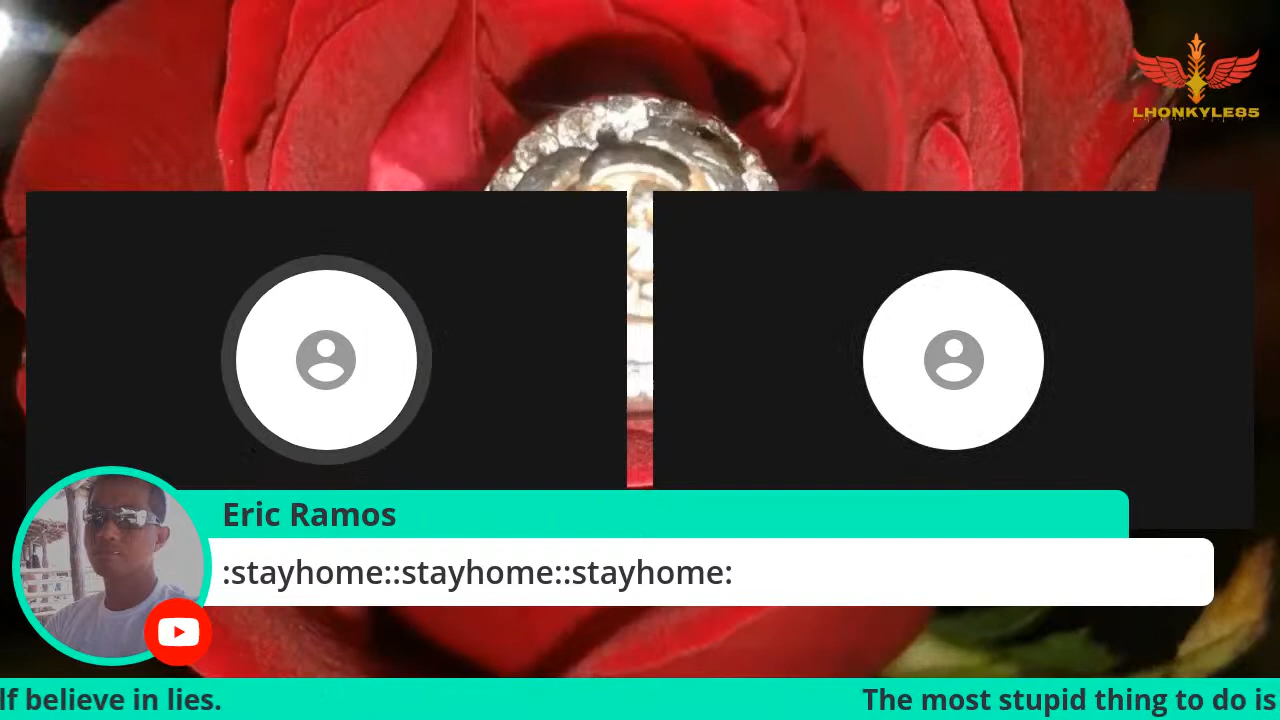 LHONKYLE85
Eric Ramos
:stayhome::stayhome::stayhome:
lf believe in lies. The most stupid thing to do is